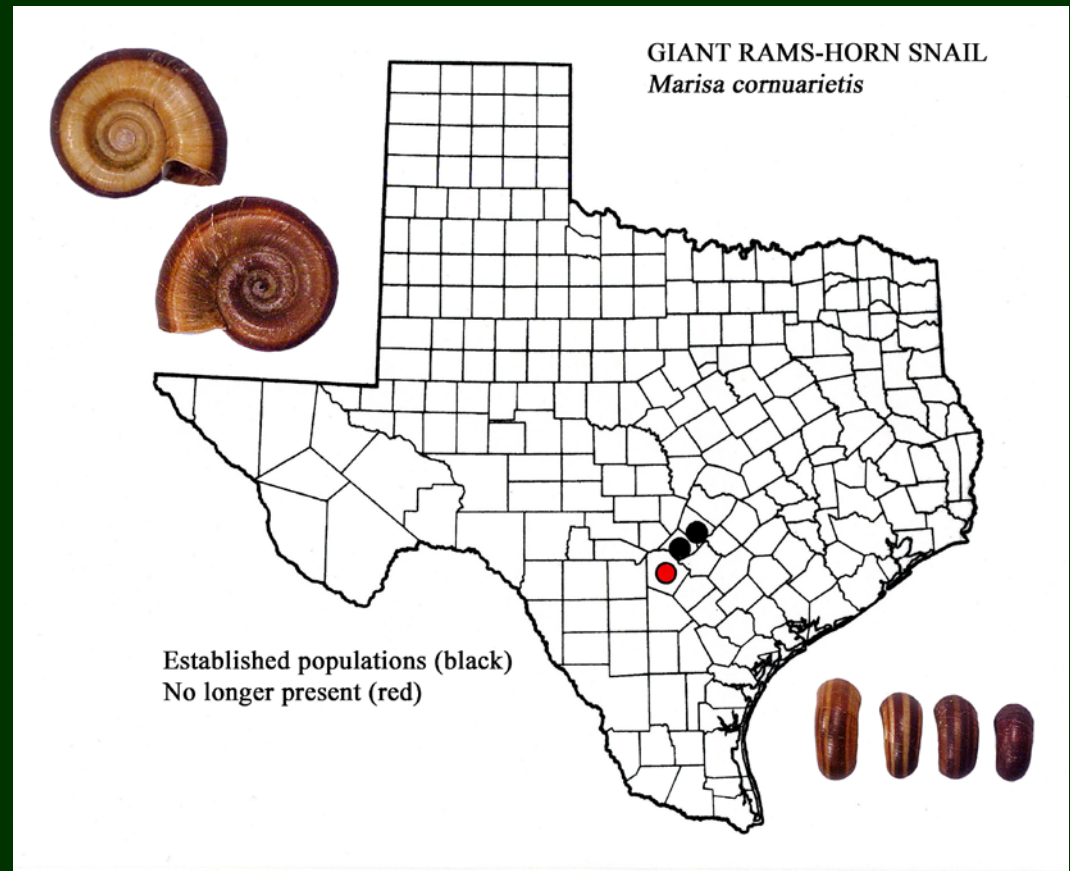 GIANT RAMS-HORN SNAIL
Marisa cornuarietis
Established populations (black)
No longer present (red)